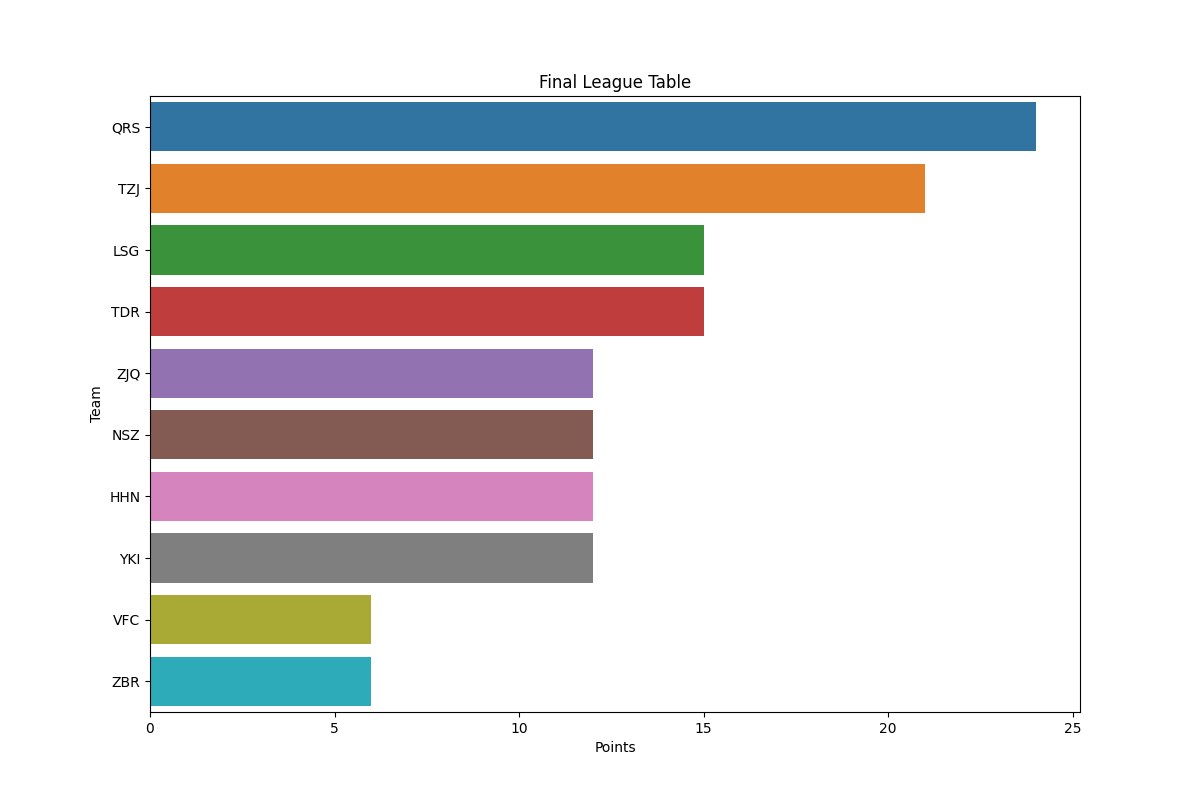 Final League Table
QRS
TZJ
LSG
TDR
ZJQ
NSZ
HHN
YKI
VFC
ZBR
Team
0 5 10 15 20 25
Points